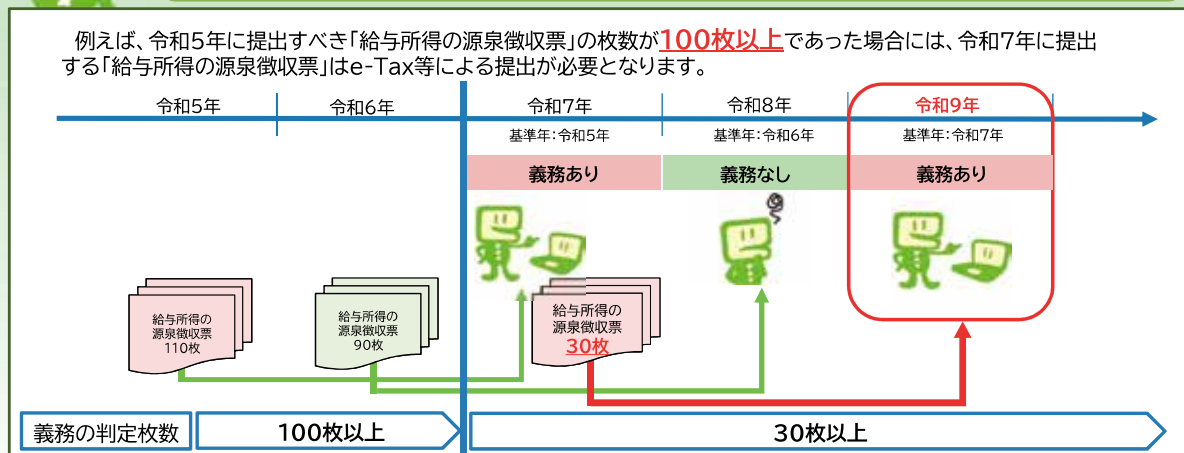 例えば、令和5年に提出すべき「給与所得の源泉徴収票」の枚数が100枚以上であった場合には、令和7年に提出
する「給与所得の源泉徴収票」はe-Tax等による提出が必要となります。
令和5年
令和6年
令和7年
令和8年
令和9年
基準年:令和5年
基準年:令和6年
基準年:令和7年
義務あり
義務なし
義務あり
給与所得の
源泉徴収票
110枚
給与所得の
源泉徴収票
90枚
給与所得の
源泉徴収票
30枚
義務の判定枚数
100枚以上
30枚以上